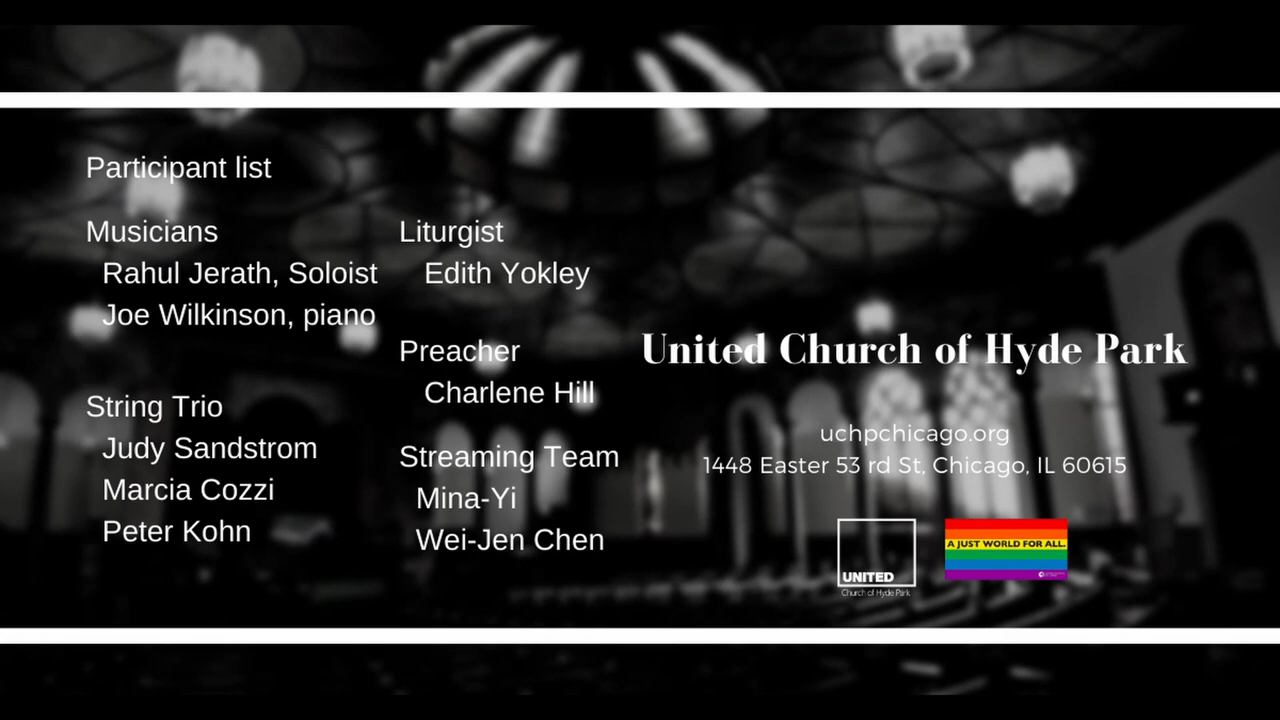 Participant list
Musicians
Rahul Jerath, Soloist
Joe Wilkinson, piano
String Trio
Judy Sandstrom
Marcia Cozzi
Peter Kohn
Liturgist
Edith Yokley
Preacher
Charlene Hill
Streaming Team
Mina-Yi
Wei-Jen Chen
United Church of Hyde Park
uchpchicago.org
1448 Easter 53 rd St, Chicago, IL 60615
UNITED
Church of Hyde Park
A JUST WORLD FOR ALL.